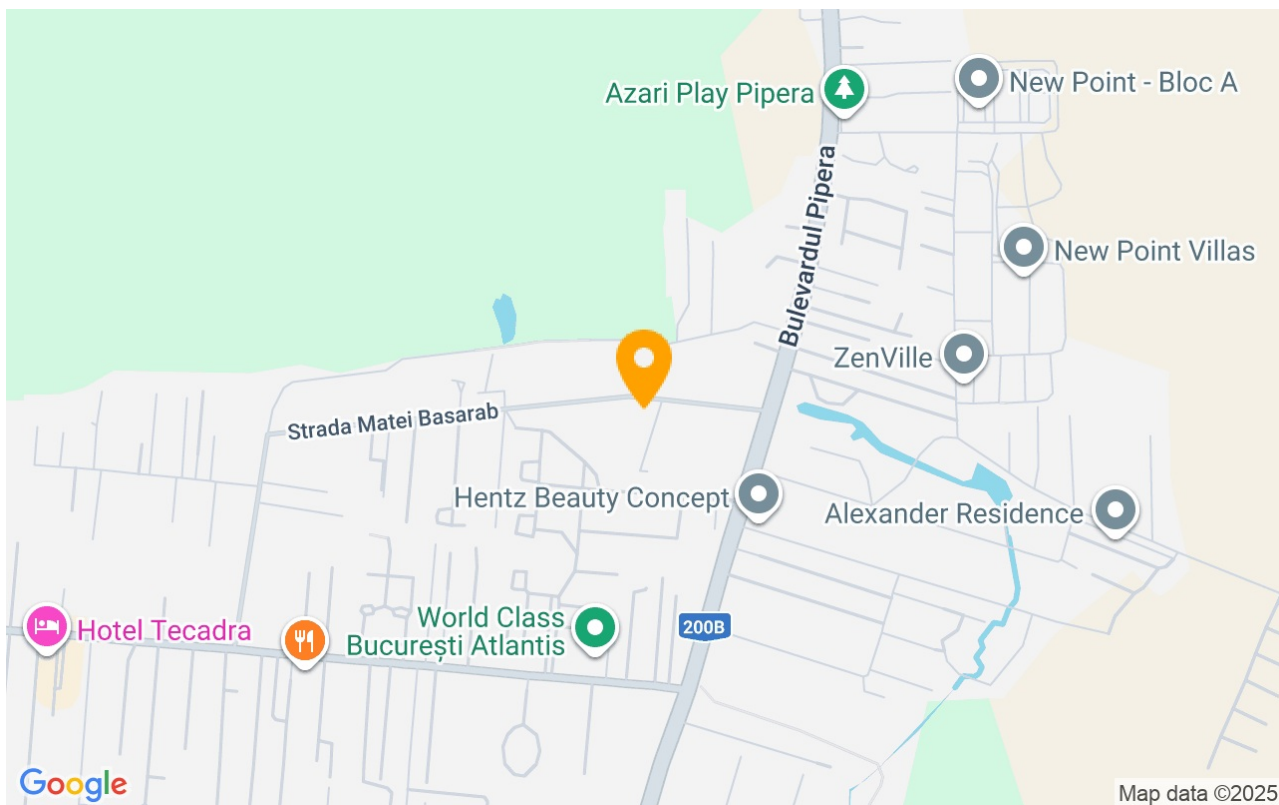 Azari Play Pipera
New Point - Bloc A
Bulevardul Pipera
New Point Villas
ZenVille
Strada Matei Basarab
Hentz Beauty Concept
Alexander Residence
World Class
București Atlantis
200B
Hotel Tecadra
Google
Map data ©2025